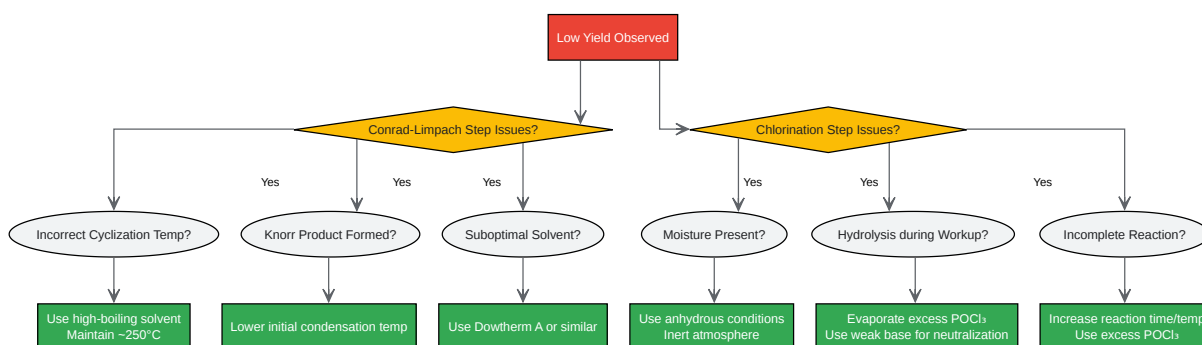 Low Yield Observed
Conrad-Limpach Step Issues?
Chlorination Step Issues?
Yes
Yes
Yes
Yes
Yes
Yes
Incorrect Cyclization Temp?
Knorr Product Formed?
Suboptimal Solvent?
Moisture Present?
Hydrolysis during Workup?
Incomplete Reaction?
Use high-boiling solvent
Maintain ~250°C
Lower initial condensation temp
Use Dowtherm A or similar
Use anhydrous conditions
Inert atmosphere
Evaporate excess POCl₃
Use weak base for neutralization
Increase reaction time/temp
Use excess POCl₃